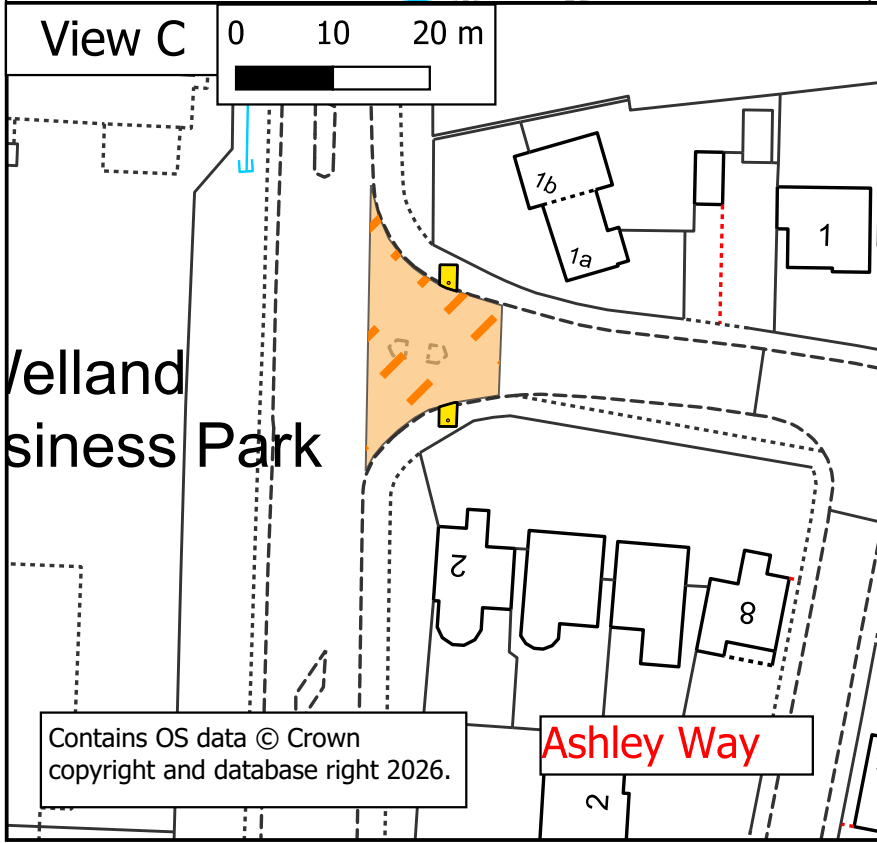 View C
0 10 20 m
1b
1a
1
Welland
siness Park
2
8
Contains OS data © Crown
copyright and database right 2026.
Ashley Way
2